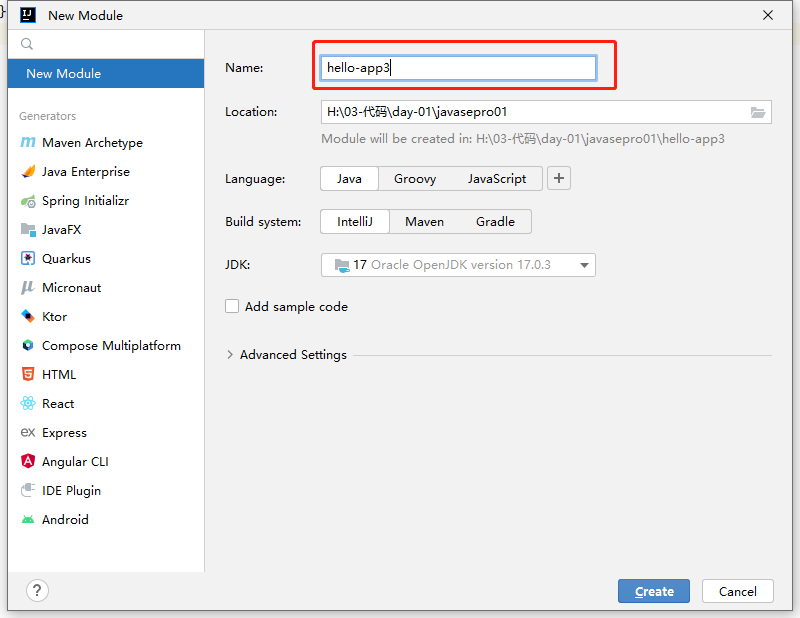 }
New Module
New Module
Generators
Maven Archetype
Java Enterprise
Spring Initializr
JavaFX
Quarkus
Micronaut
Ktor
Compose Multiplatform
HTML
React
Express
Angular CLI
IDE Plugin
Android
Name: hello-app3
Location: H:\03-代码\day-01\javasepro01
Module will be created in: H:\03-代码\day-01\javasepro01\hello-app3
Language: Java Groovy JavaScript +
Build system: IntelliJ Maven Gradle
JDK: 17 Oracle OpenJDK version 17.0.3
Add sample code
Advanced Settings
? Create Cancel